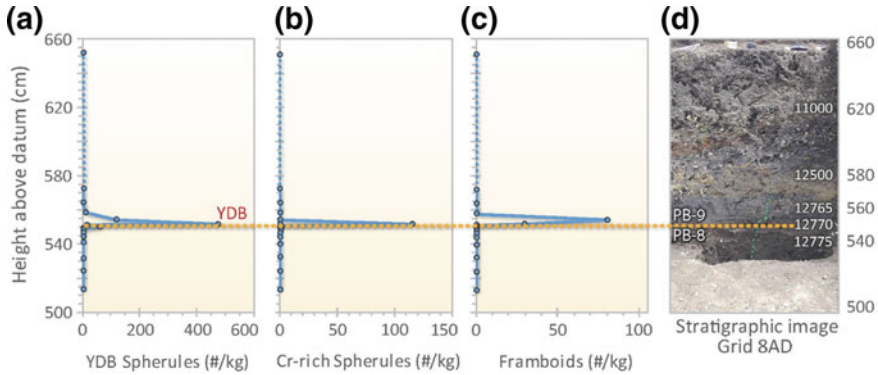 (a) (b) (c) (d)
Height above datum (cm)
660
620
580
540
500
YDB
0 200 400 600
YDB Spherules (#/kg)
0 50 100 150
Cr-rich Spherules (#/kg)
0 50 100
Framboids (#/kg)
11000
12500
12765
PB-9
12770
PB-8
12775
660
620
580
540
500
Stratigraphic image
Grid 8AD